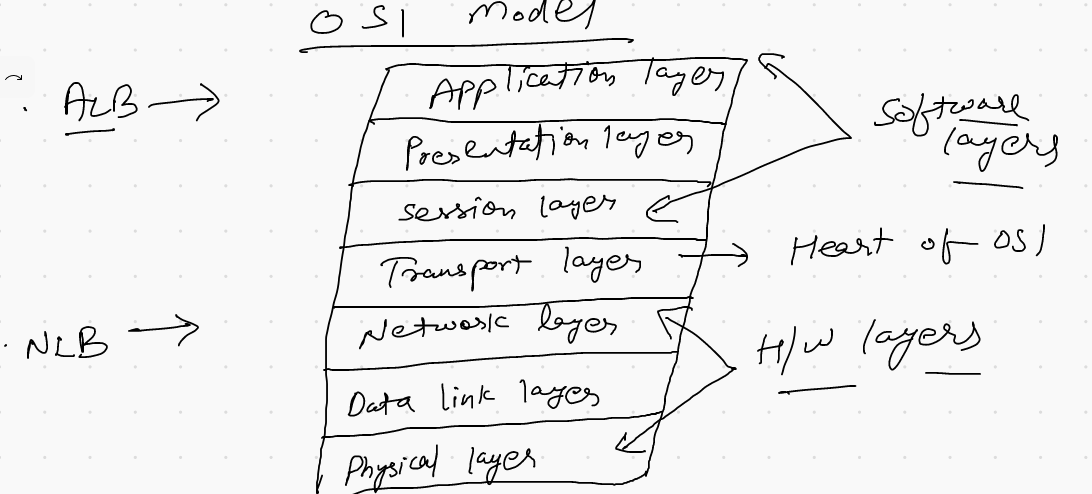 OSI Model
ALB
Application layer
Software
layers
Presentation layer
session layer
Transport layer
Heart of OSI
NLB
Network layer
H/W layers
Data link layer
Physical layer